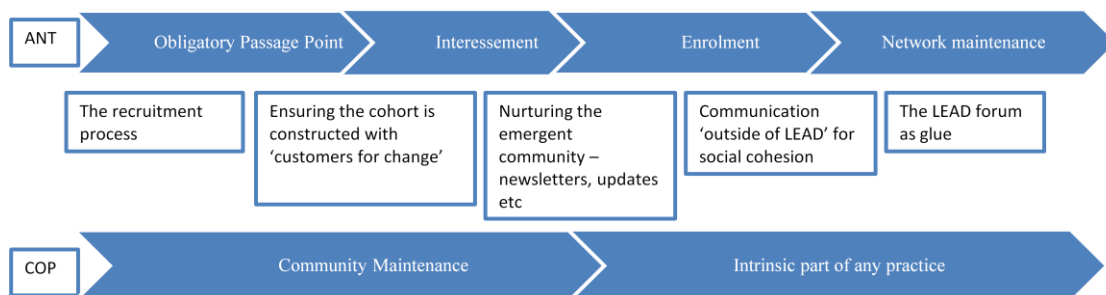 ANT
Obligatory Passage Point
Interessement
Enrolment
Network maintenance
The recruitment
process
Ensuring the cohort is
constructed with
‘customers for change’
Nurturing the
emergent
community –
newsletters, updates
etc
Communication
‘outside of LEAD’ for
social cohesion
The LEAD forum
as glue
COP
Community Maintenance
Intrinsic part of any practice